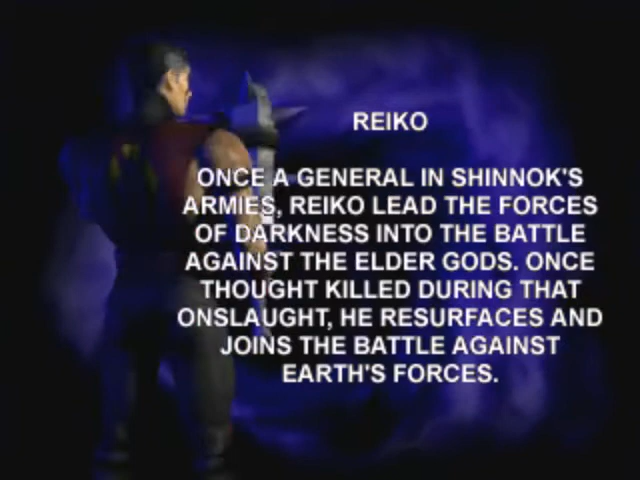 REIKO
ONCE A GENERAL IN SHINNOK'S
ARMIES, REIKO LEAD THE FORCES
OF DARKNESS INTO THE BATTLE
AGAINST THE ELDER GODS. ONCE
THOUGHT KILLED DURING THAT
ONSLAUGHT, HE RESURFACES AND
JOINS THE BATTLE AGAINST
EARTH'S FORCES.